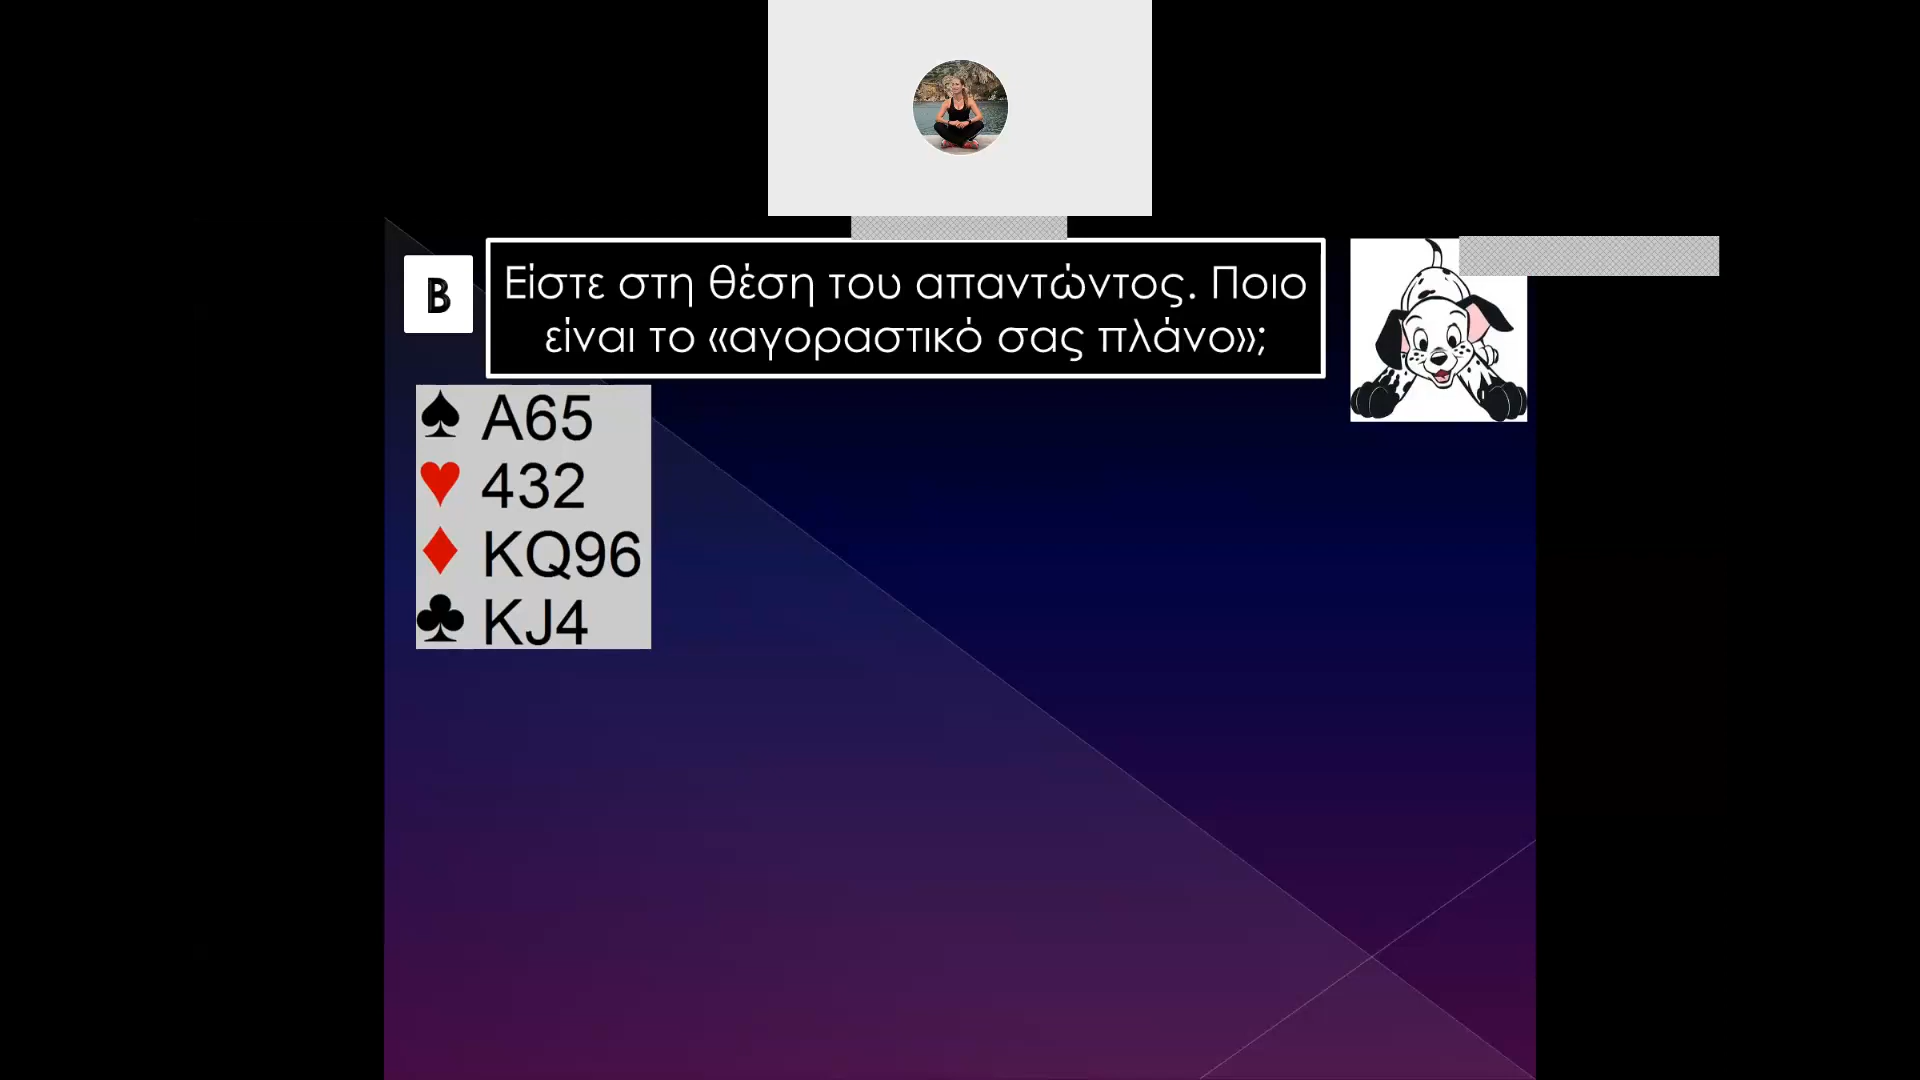 B
Είστε στη θέση του απαντώντος. Ποιο
είναι το «αγοραστικό σας πλάνο»;
♠ A65
♥ 432
♦ KQ96
♣ KJ4